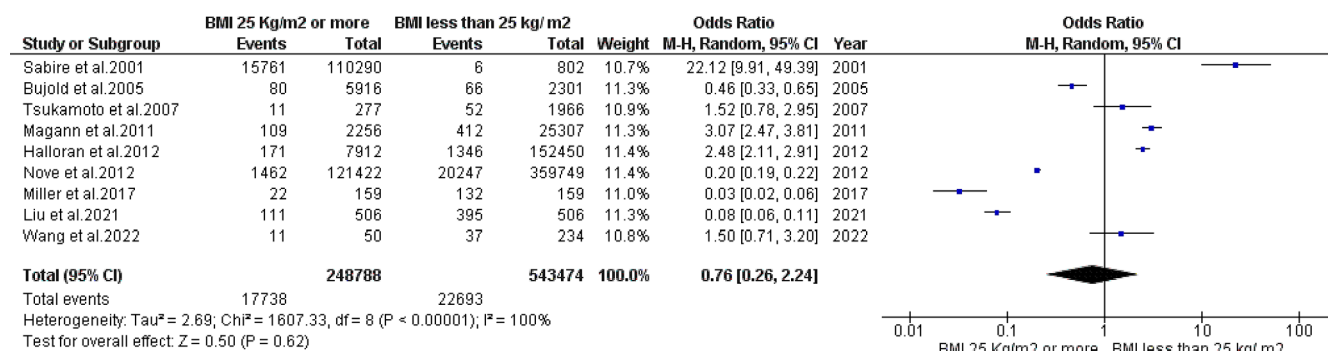 BMI 25 Kg/m2 or more BMI less than 25 kg/ m2 Odds Ratio Odds Ratio
Study or Subgroup Events Total Events Total Weight M-H, Random, 95% CI Year M-H, Random, 95% CI
Sabire et al.2001 15761 110290 6 802 10.7% 22.12 [9.91, 49.39] 2001
Bujold et al.2005 80 5916 66 2301 11.3% 0.46 [0.33, 0.65] 2005
Tsukamoto et al.2007 11 277 52 1966 10.9% 1.52 [0.78, 2.95] 2007
Magann et al.2011 109 2256 412 25307 11.3% 3.07 [2.47, 3.81] 2011
Halloran et al.2012 171 7912 1346 152450 11.4% 2.48 [2.11, 2.91] 2012
Nove et al.2012 1462 121422 20247 359749 11.4% 0.20 [0.19, 0.22] 2012
Miller et al.2017 22 159 132 159 11.1% 0.03 [0.02, 0.06] 2017
Liu et al.2021 111 506 395 506 11.3% 0.08 [0.06, 0.11] 2021
Wang et al.2022 11 50 37 234 10.8% 1.50 [0.71, 3.20] 2022
Total (95% CI) 248788 543474 100.0% 0.76 [0.26, 2.24]
Total events 17738 22693
Heterogeneity: Tau² = 2.69; Chi² = 1607.33, df = 8 (P < 0.00001); I² = 100%
Test for overall effect: Z = 0.50 (P = 0.62)
0.01 0.1 1 10 100
BMI 25 Kg/m2 or more BMI less than 25 kg/ m2